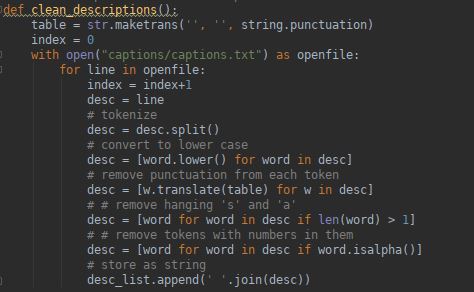 def clean_descriptions():
    table = str.maketrans('', '', string.punctuation)
    index = 0
    with open("captions/captions.txt") as openfile:
        for line in openfile:
            index = index+1
            desc = line
            # tokenize
            desc = desc.split()
            # convert to lower case
            desc = [word.lower() for word in desc]
            # remove punctuation from each token
            desc = [w.translate(table) for w in desc]
            # # remove hanging 's' and 'a'
            desc = [word for word in desc if len(word) > 1]
            # # remove tokens with numbers in them
            desc = [word for word in desc if word.isalpha()]
            # store as string
            desc_list.append(' '.join(desc))